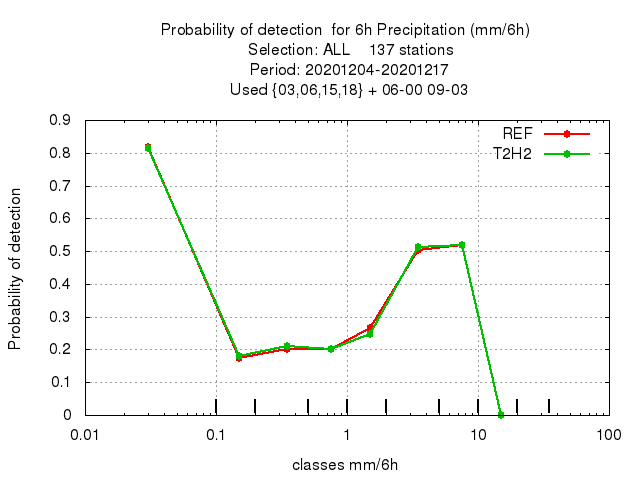 Probability of detection  for 6h Precipitation (mm/6h)
Selection: ALL    137 stations
Period: 20201204-20201217
Used {03,06,15,18} + 06-00 09-03
REF
T2H2
Probability of detection
0.9
0.8
0.7
0.6
0.5
0.4
0.3
0.2
0.1
0
0.01 0.1 1 10 100
classes mm/6h